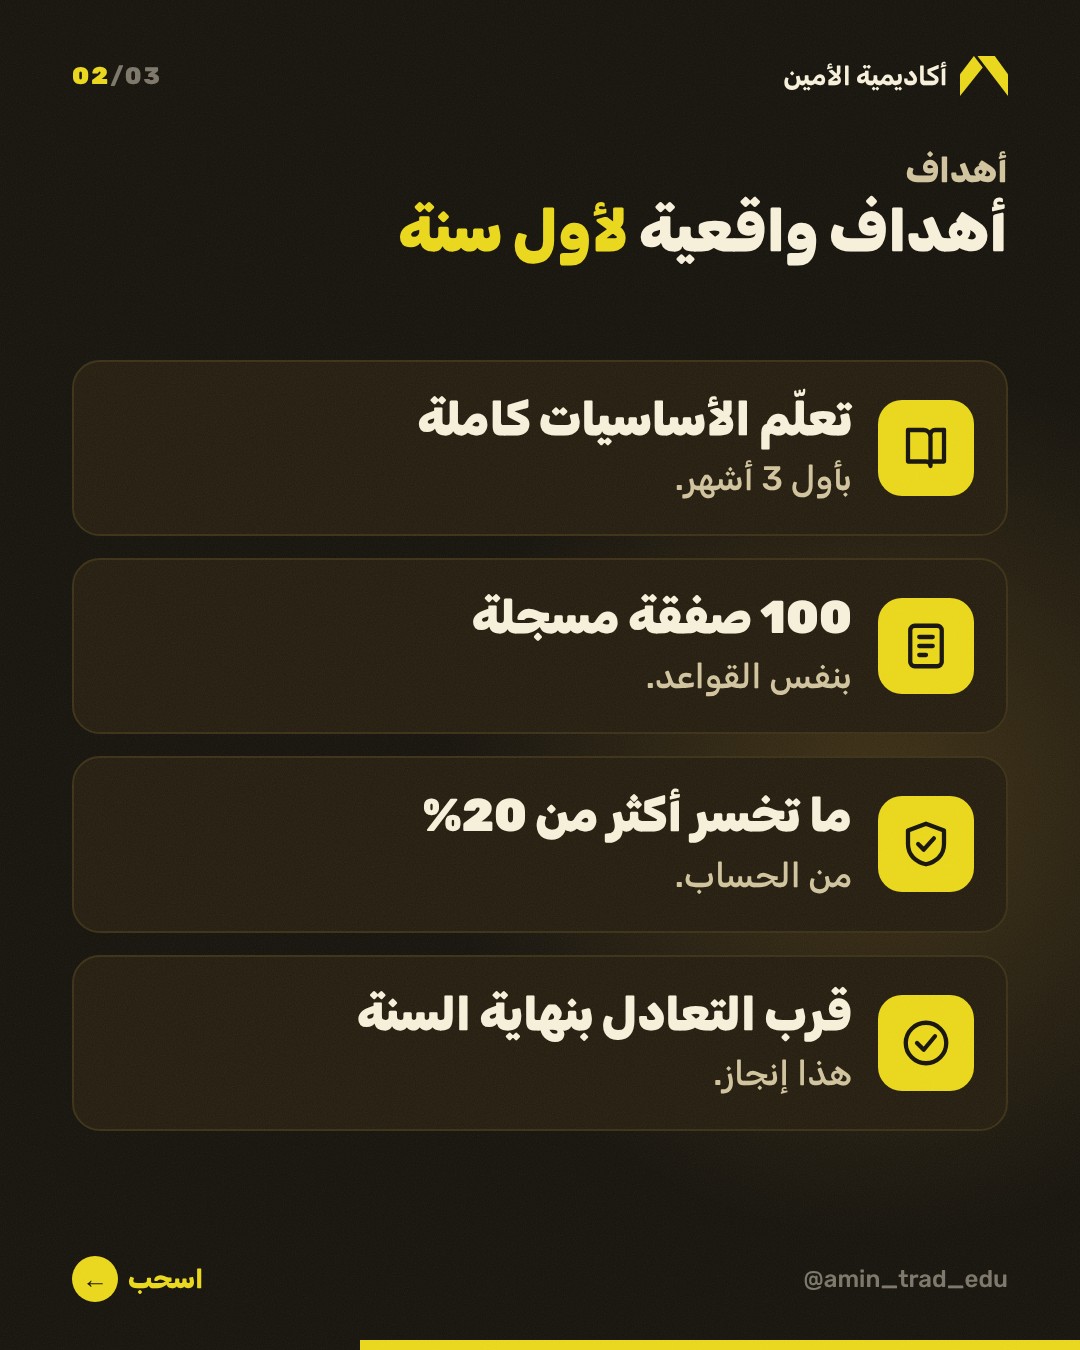 أكاديمية الأمين
02/03
أهداف
أهداف واقعية لأول سنة
تعلّم الأساسيات كاملة
بأول 3 أشهر.
100 صفقة مسجلة
بنفس القواعد.
ما تخسر أكثر من 20%
من الحساب.
قرب التعادل بنهاية السنة
هذا إنجاز.
@amin_trad_edu
اسحب ←